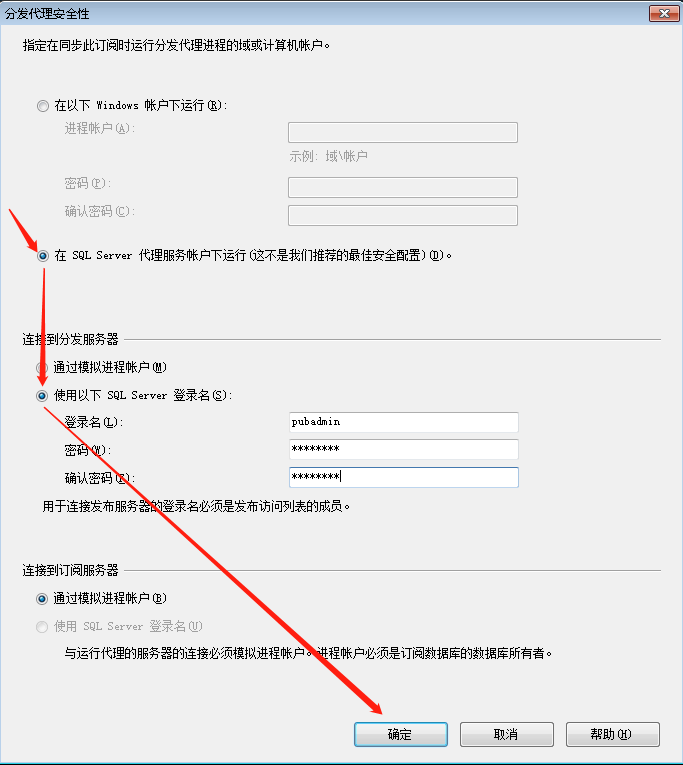 分发代理安全性
指定在同步此订阅时运行分发代理进程的域或计算机帐户。
在以下 Windows 帐户下运行(R):
进程帐户(A):
示例: 域\帐户
密码(P):
确认密码(C):
在 SQL Server 代理服务帐户下运行(这不是我们推荐的最佳安全配置)(D)。
连接到分发服务器
通过模拟进程帐户(M)
使用以下 SQL Server 登录名(S):
登录名(L): pubadmin
密码(W): ********
确认密码(F): ********
用于连接发布服务器的登录名必须是发布访问列表的成员。
连接到订阅服务器
通过模拟进程帐户(B)
使用 SQL Server 登录名(U)
与运行代理的服务器的连接必须模拟进程帐户。进程帐户必须是订阅数据库的数据库所有者。
确定 取消 帮助(H)